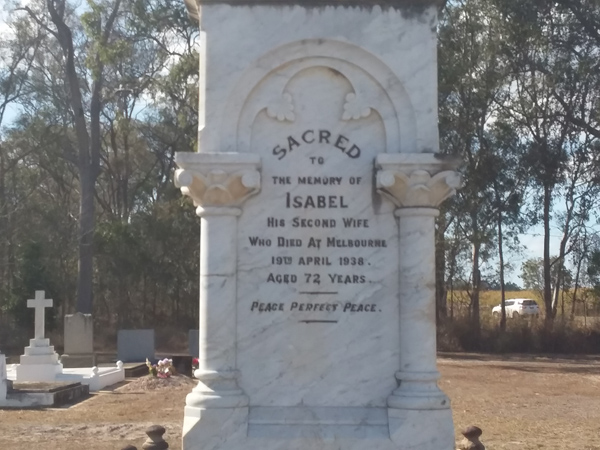 SACRED
TO
THE MEMORY OF
ISABEL
HIS SECOND WIFE
WHO DIED AT MELBOURNE
19TH APRIL 1938.
AGED 72 YEARS.
PEACE PERFECT PEACE.